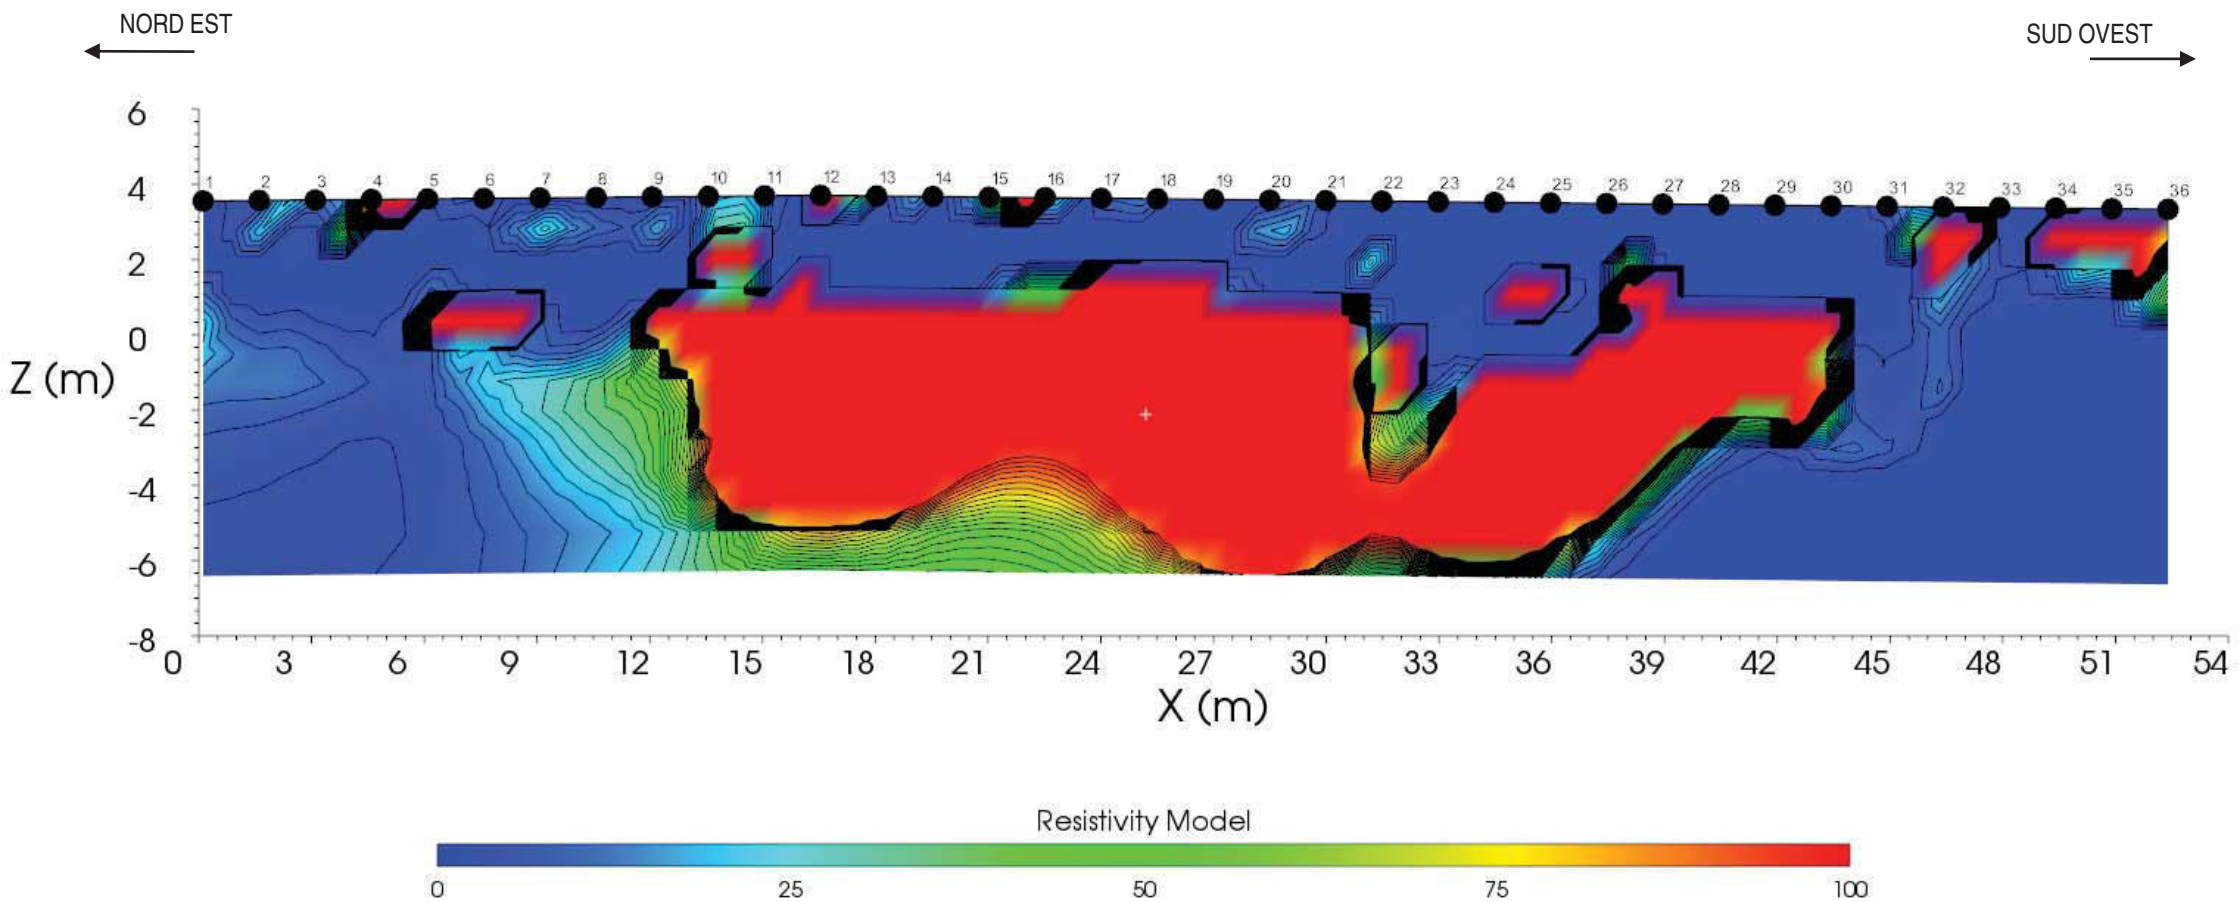 NORD EST
SUD OVEST
6
4
2
0
-2
-4
-6
-8
Z (m)
1 2 3 4 5 6 7 8 9 10 11 12 13 14 15 16 17 18 19 20 21 22 23 24 25 26 27 28 29 30 31 32 33 34 35 36
0 3 6 9 12 15 18 21 24 27 30 33 36 39 42 45 48 51 54
X (m)
Resistivity Model
0 25 50 75 100